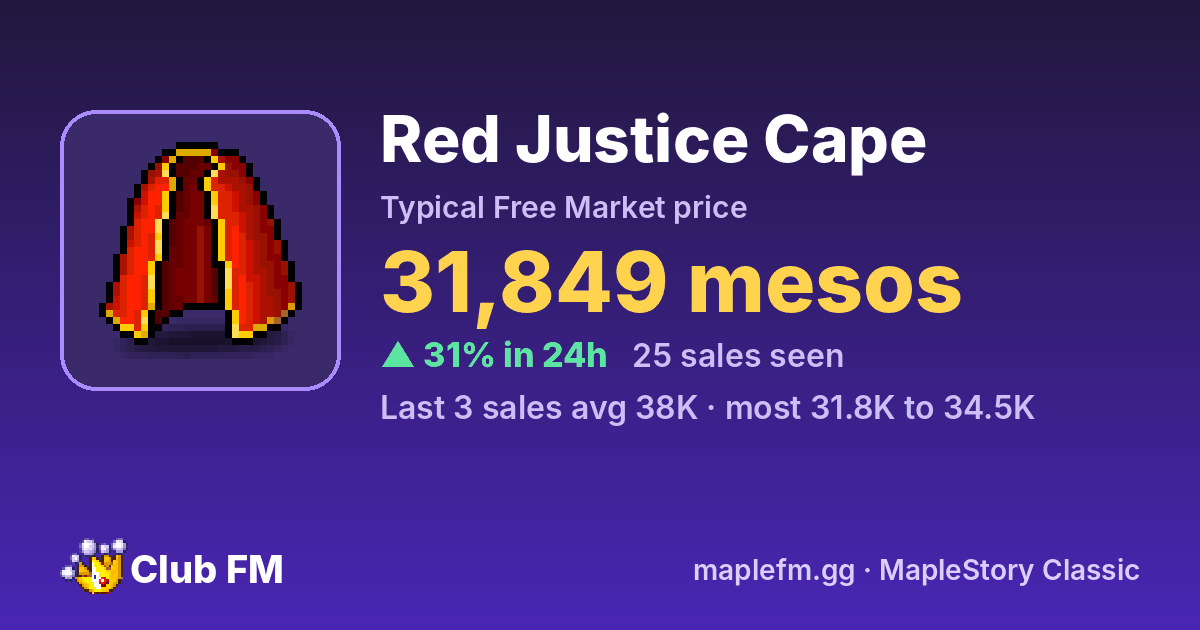 Red Justice Cape
Typical Free Market price
31,849 mesos
▲ 31% in 24h 25 sales seen
Last 3 sales avg 38K · most 31.8K to 34.5K
Club FM
maplefm.gg · MapleStory Classic